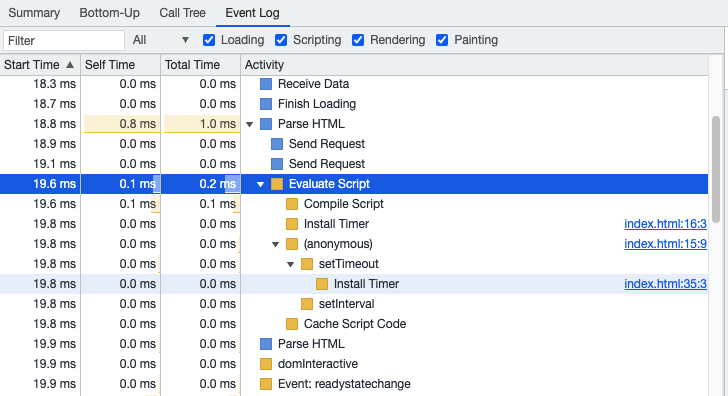 Summary Bottom-Up Call Tree Event Log
Filter All Loading Scripting Rendering Painting
Start Time Self Time Total Time Activity
18.3 ms 0.0 ms 0.0 ms Receive Data
18.7 ms 0.0 ms 0.0 ms Finish Loading
18.8 ms 0.8 ms 1.0 ms Parse HTML
18.9 ms 0.0 ms 0.0 ms Send Request
19.1 ms 0.0 ms 0.0 ms Send Request
19.6 ms 0.1 ms 0.2 ms Evaluate Script
19.6 ms 0.1 ms 0.1 ms Compile Script
19.8 ms 0.0 ms 0.0 ms Install Timer index.html:16:3
19.8 ms 0.0 ms 0.0 ms (anonymous) index.html:15:9
19.8 ms 0.0 ms 0.0 ms setTimeout
19.8 ms 0.0 ms 0.0 ms Install Timer index.html:35:3
19.8 ms 0.0 ms 0.0 ms setInterval
19.8 ms 0.0 ms 0.0 ms Cache Script Code
19.9 ms 0.0 ms 0.0 ms Parse HTML
19.9 ms 0.0 ms 0.0 ms domInteractive
19.9 ms 0.0 ms 0.0 ms Event: readystatechange